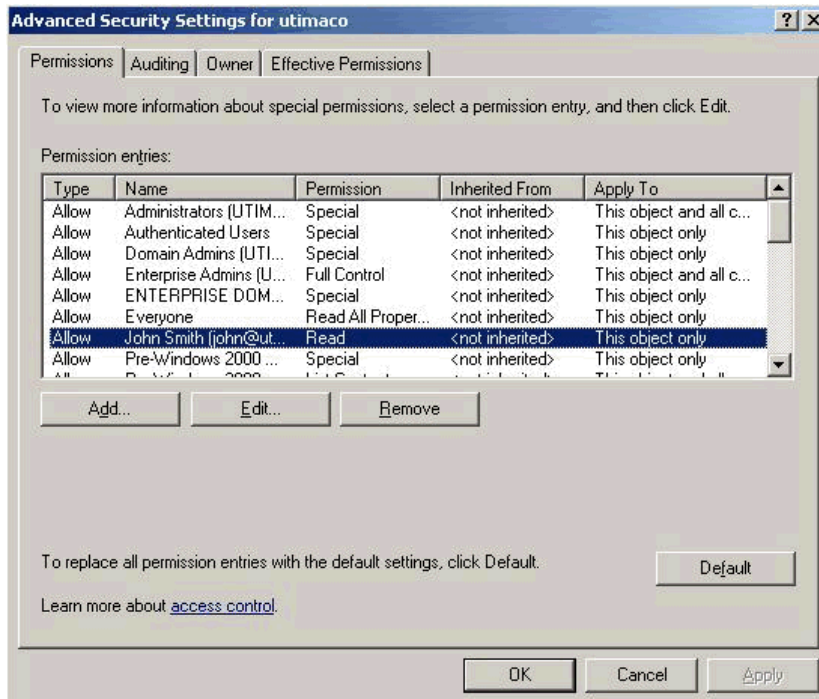 Advanced Security Settings for utimaco
Permissions Auditing Owner Effective Permissions
To view more information about special permissions, select a permission entry, and then click Edit.
Permission entries:
Type Name Permission Inherited From Apply To
Allow Administrators (UTIM... Special <not inherited> This object and all c...
Allow Authenticated Users Special <not inherited> This object only
Allow Domain Admins (UTI... Special <not inherited> This object only
Allow Enterprise Admins (U... Full Control <not inherited> This object and all c...
Allow ENTERPRISE DOM... Special <not inherited> This object only
Allow Everyone Read All Proper... <not inherited> This object only
Allow John Smith (john@ut... Read <not inherited> This object only
Allow Pre-Windows 2000 ... Special <not inherited> This object only
Add... Edit... Remove
To replace all permission entries with the default settings, click Default.
Default
Learn more about access control.
OK Cancel Apply